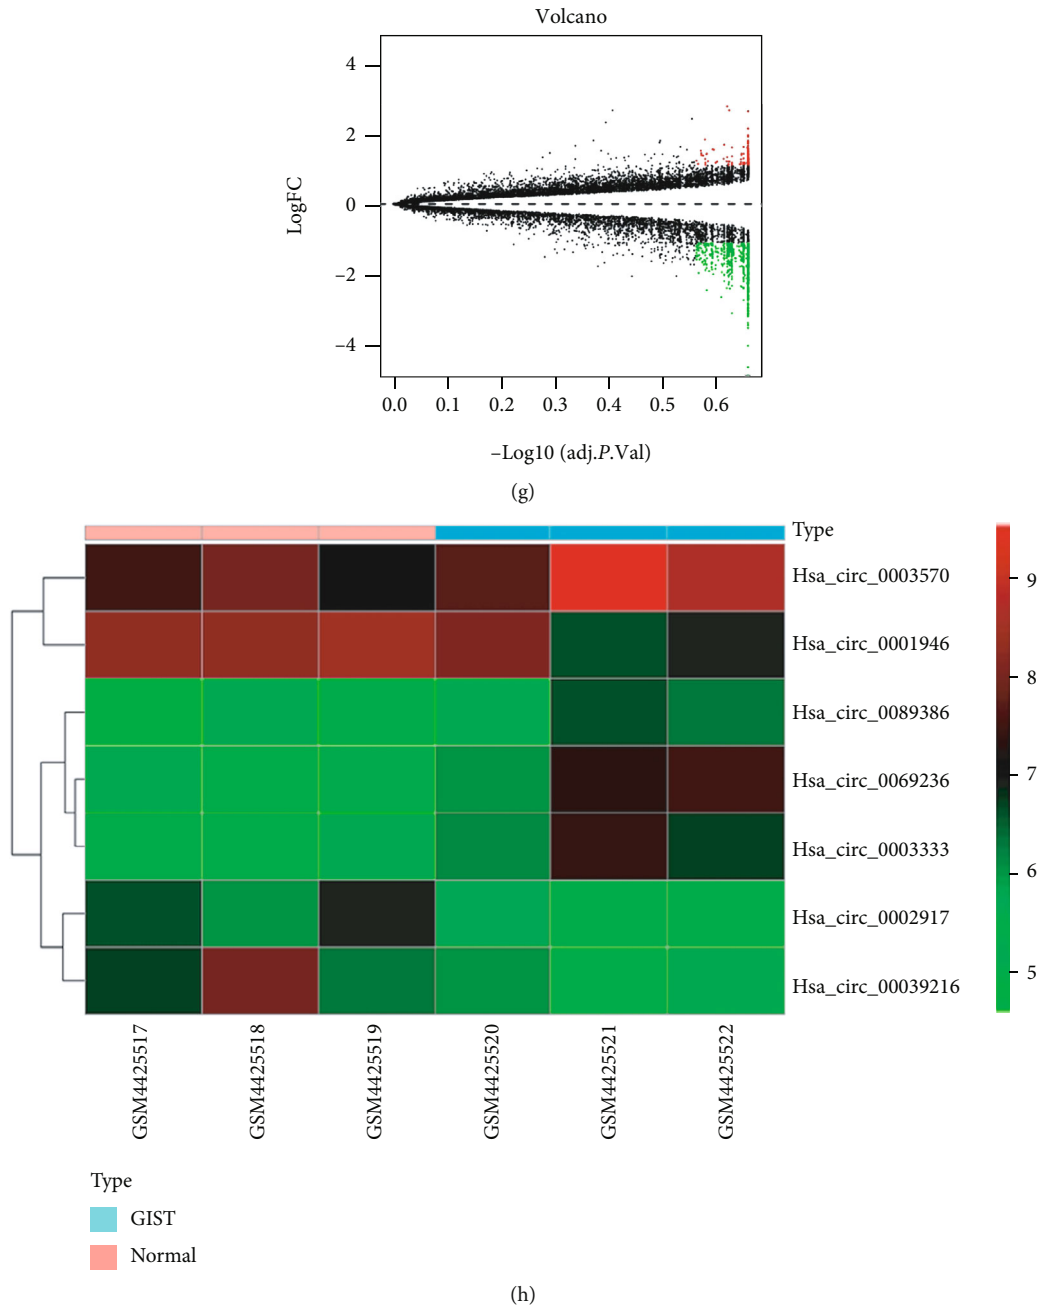 Volcano
4
2
0
−2
−4
LogFC
0.0 0.1 0.2 0.3 0.4 0.5 0.6
−Log10 (adj.P.Val)
(g)
Type
Hsa_circ_0003570
Hsa_circ_0001946
Hsa_circ_0089386
Hsa_circ_0069236
Hsa_circ_0003333
Hsa_circ_0002917
Hsa_circ_00039216
9
8
7
6
5
GSM4425517
GSM4425518
GSM4425519
GSM4425520
GSM4425521
GSM4425522
Type
GIST
Normal
(h)